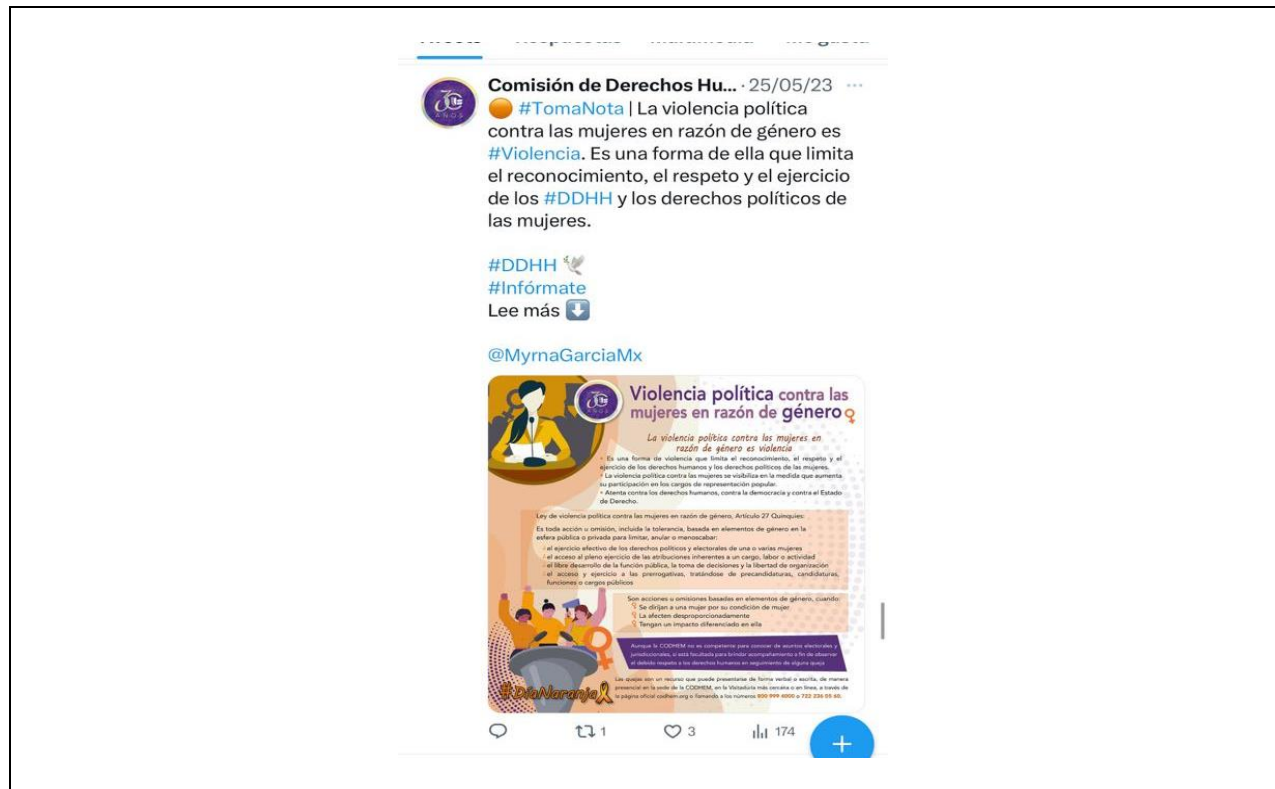 Comisión de Derechos Hu... · 25/05/23 ...
#TomaNota | La violencia política
contra las mujeres en razón de género es
#Violencia. Es una forma de ella que limita
el reconocimiento, el respeto y el ejercicio
de los #DDHH y los derechos políticos de
las mujeres.
#DDHH
#Infórmate
Lee más
@MyrnaGarciaMx
AÑOS
Violencia política contra las
mujeres en razón de género
La violencia política contra las mujeres en
razón de género es violencia
• Es una forma de violencia que limita el reconocimiento, el respeto y el
ejercicio de los derechos humanos y los derechos políticos de las mujeres.
• La violencia política contra las mujeres se visibiliza en la medida que aumenta
su participación en los cargos de representación popular.
• Atenta contra los derechos humanos, contra la democracia y contra el Estado
de Derecho.
Ley de violencia política contra las mujeres en razón de género, Artículo 27 Quinquies:
Es toda acción u omisión, incluida la tolerancia, basada en elementos de género en la
esfera pública o privada para limitar, anular o menoscabar:
el ejercicio efectivo de los derechos políticos y electorales de una o varias mujeres
el acceso al pleno ejercicio de las atribuciones inherentes a un cargo, labor o actividad
el libre desarrollo de la función pública, la toma de decisiones y la libertad de organización
el acceso y ejercicio a las prerrogativas, tratándose de precandidaturas, candidaturas,
funciones o cargos públicos
Son acciones u omisiones basadas en elementos de género, cuando:
Se dirijan a una mujer por su condición de mujer
La afecten desproporcionadamente
Tengan un impacto diferenciado en ella
Aunque la CODHEM no es competente para conocer de asuntos electorales y
jurisdiccionales, sí está facultada para brindar acompañamiento a fin de observar
el debido respeto a los derechos humanos en seguimiento de alguna queja
Las quejas son un recurso que puede presentarse de forma verbal o escrita, de manera
presencial en la sede de la CODHEM, en la Visitaduría más cercana o en línea, a través de
la página oficial codhem.org o llamando a los números 800 999 4000 o 722 236 05 60.
#DíaNaranja
1 3 174